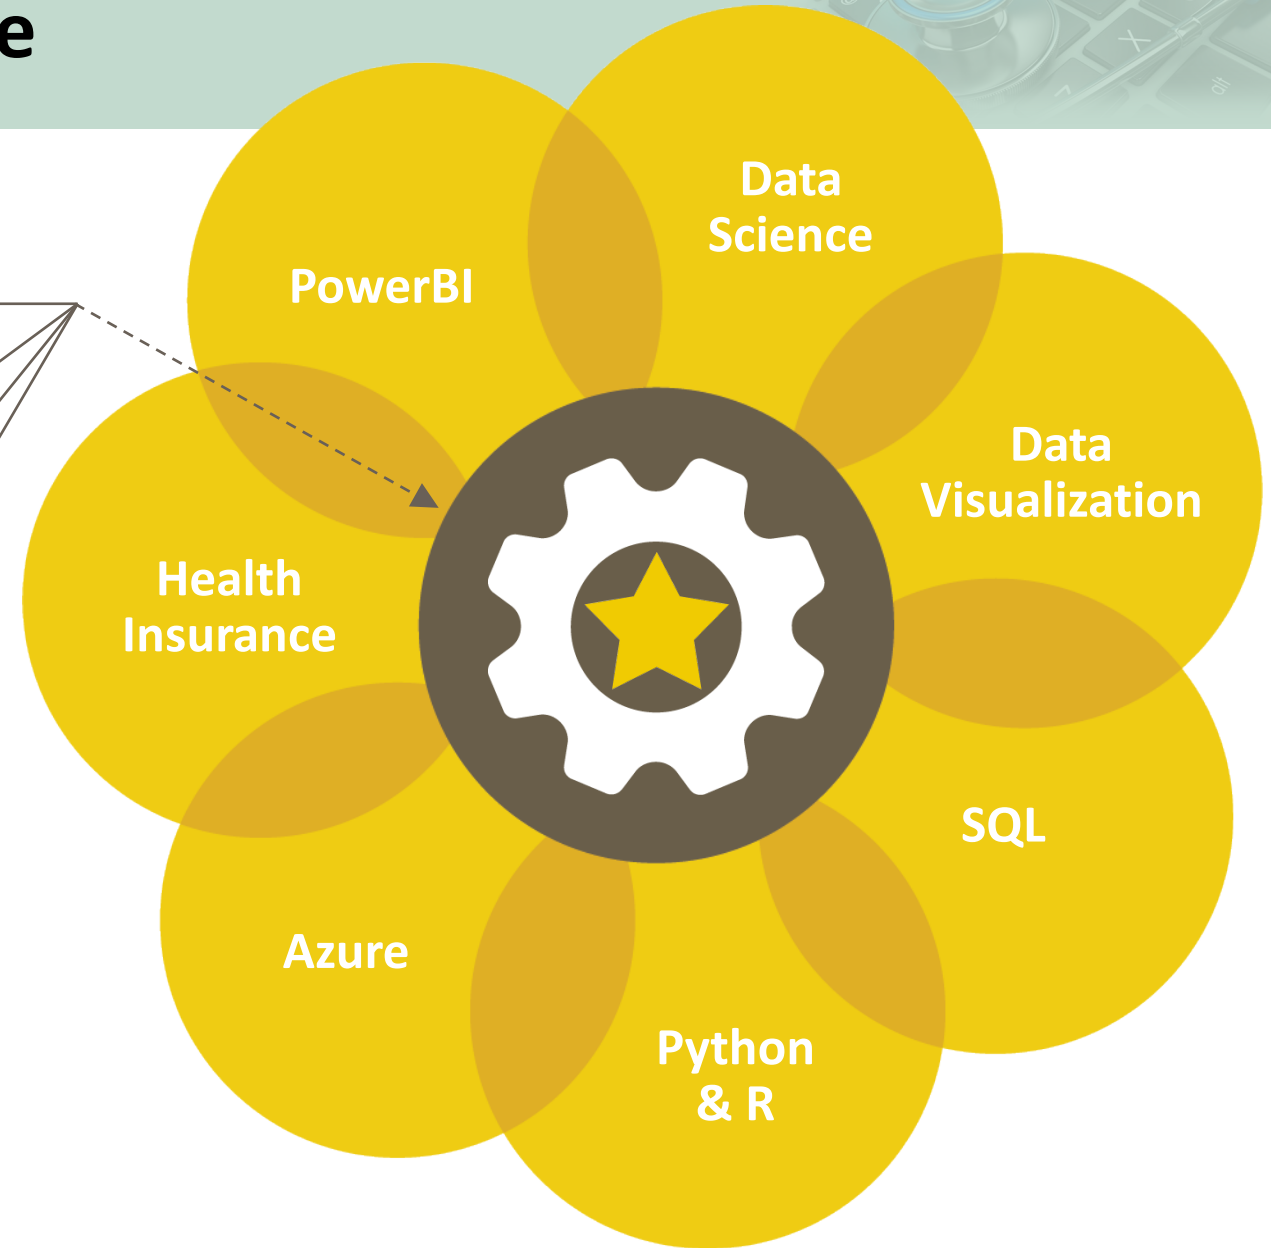 e
Data
Science
PowerBI
Data
Visualization
Health
Insurance
SQL
Azure
Python
& R